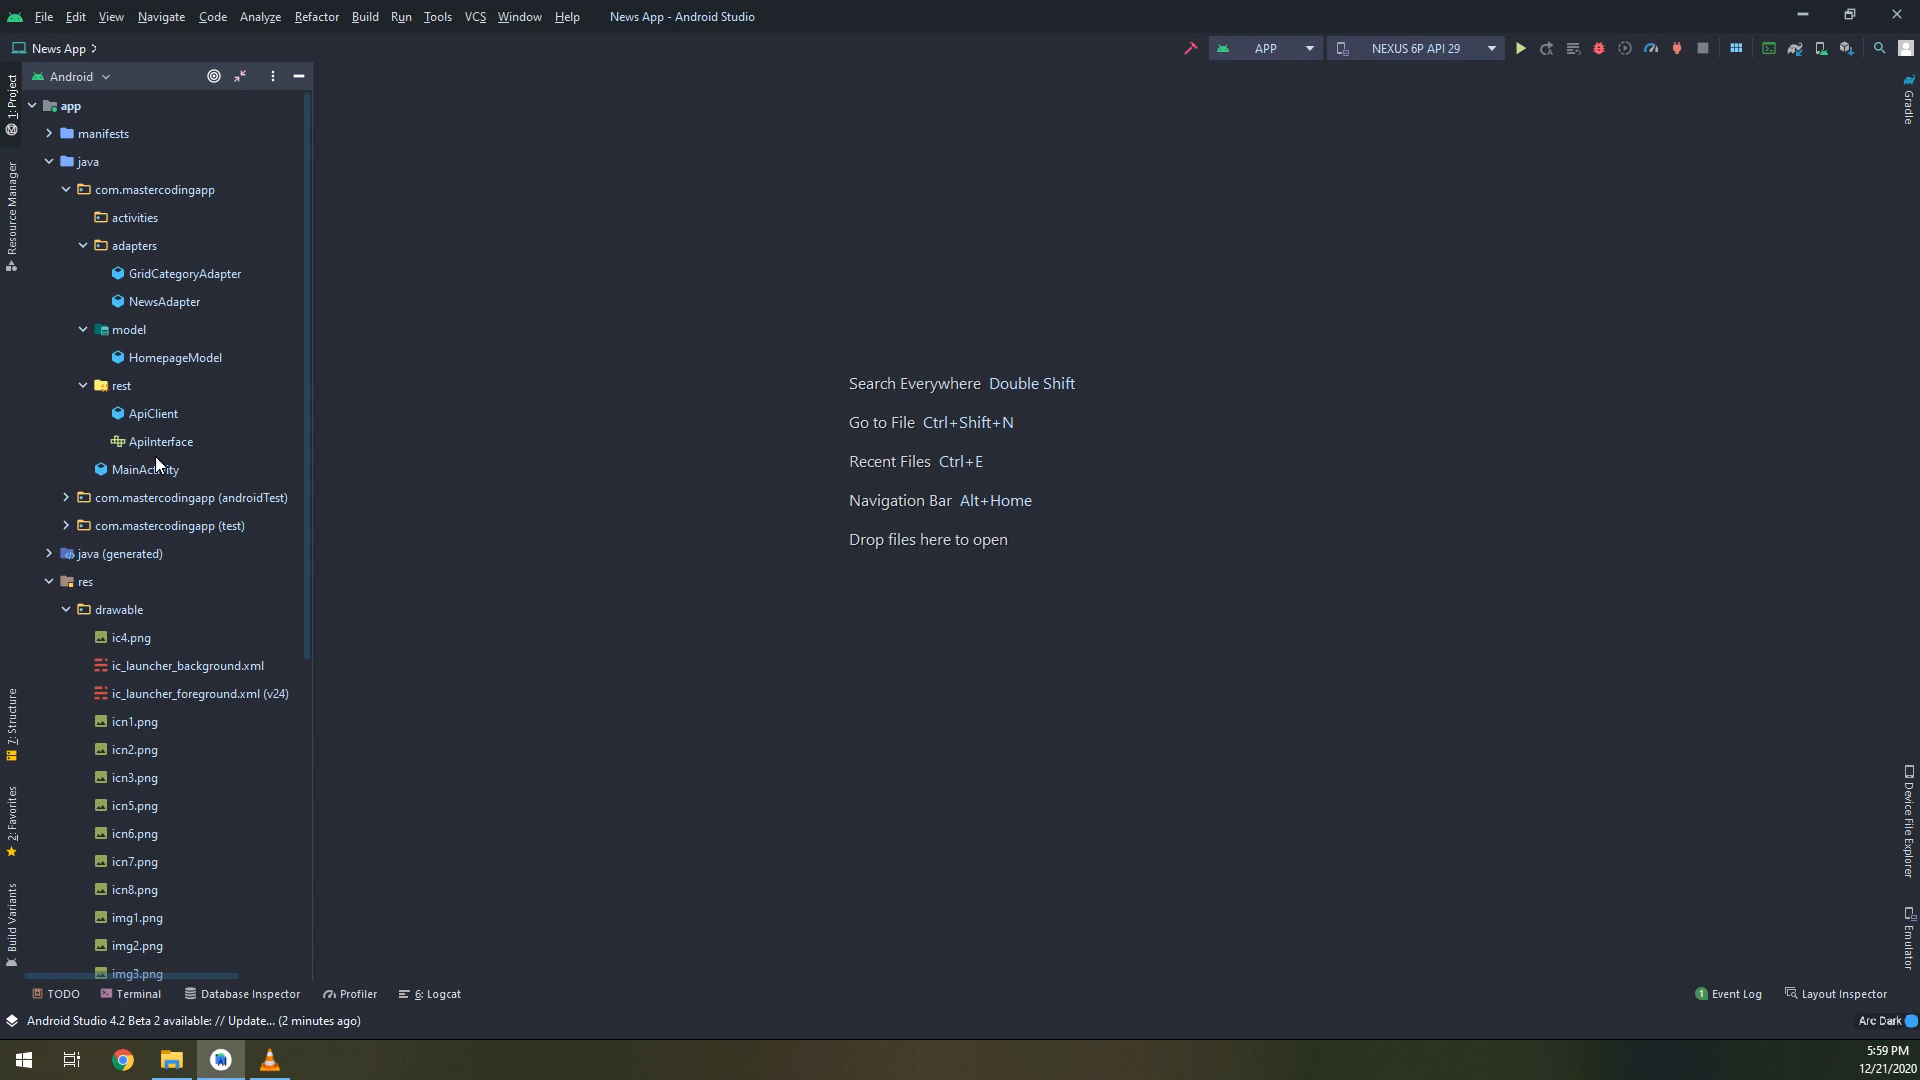 File Edit View Navigate Code Analyze Refactor Build Run Tools VCS Window Help News App - Android Studio
News App
APP
NEXUS 6P API 29
Android
app
manifests
java
com.mastercodingapp
activities
adapters
GridCategoryAdapter
NewsAdapter
model
HomepageModel
rest
ApiClient
ApiInterface
MainActivity
com.mastercodingapp (androidTest)
com.mastercodingapp (test)
java (generated)
res
drawable
ic4.png
ic_launcher_background.xml
ic_launcher_foreground.xml (v24)
icn1.png
icn2.png
icn3.png
icn5.png
icn6.png
icn7.png
icn8.png
img1.png
img2.png
img3.png
1: Project
Resource Manager
7: Structure
2: Favorites
Build Variants
Search Everywhere Double Shift
Go to File Ctrl+Shift+N
Recent Files Ctrl+E
Navigation Bar Alt+Home
Drop files here to open
Gradle
Device File Explorer
Emulator
TODO Terminal Database Inspector Profiler 6: Logcat
1 Event Log Layout Inspector
Android Studio 4.2 Beta 2 available: // Update... (2 minutes ago)
Arc Dark
5:59 PM
12/21/2020